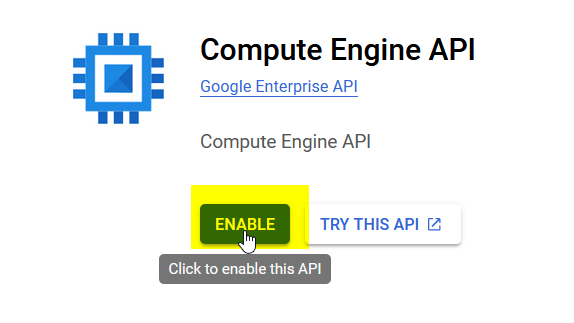 Compute Engine API
Google Enterprise API
Compute Engine API
ENABLE
TRY THIS API
Click to enable this API